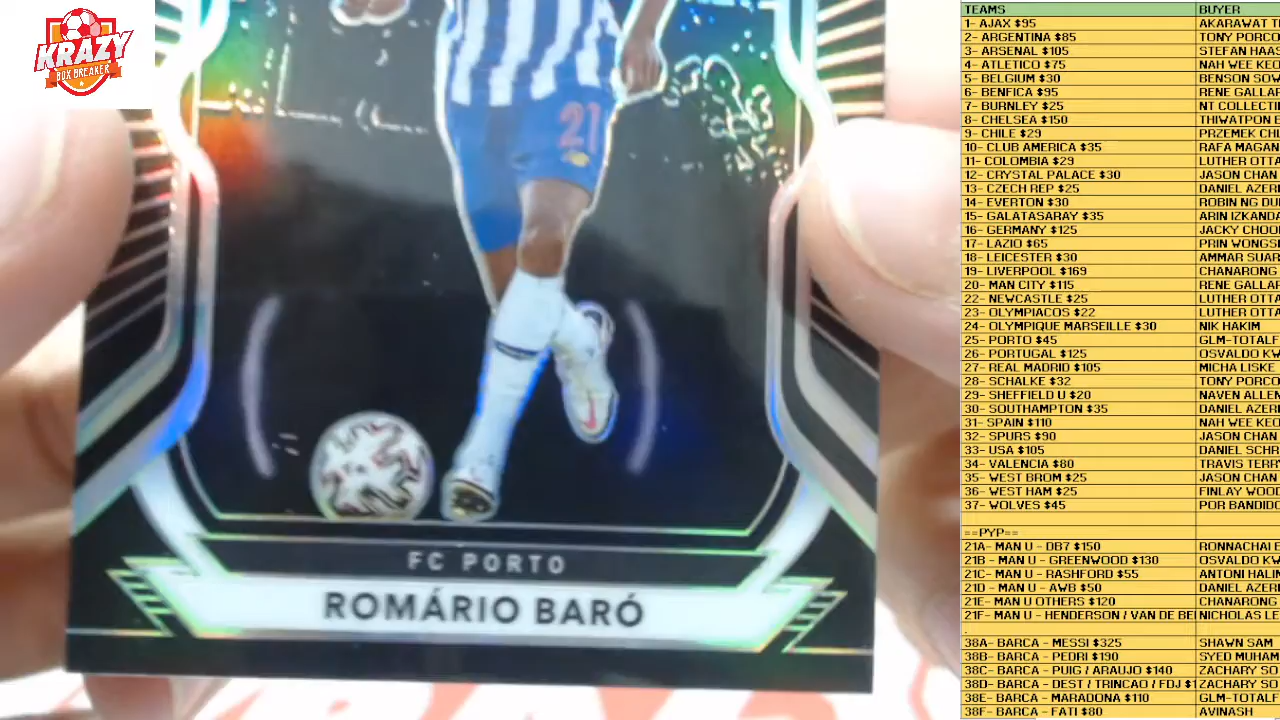 KRAZY
BOX BREAKER
21
FC PORTO
ROMÁRIO BARÓ
TEAMS BUYER
1- AJAX $95 AKARAWAT T
2- ARGENTINA $85 TONY PORCO
3- ARSENAL $105 STEFAN HAAS
4- ATLETICO $75 NAH WEE KEO
5- BELGIUM $30 BENSON SOW
6- BENFICA $95 RENE GALLAR
7- BURNLEY $25 NT COLLECTI
8- CHELSEA $150 THIWATPON
9- CHILE $29 PRZEMEK CHL
10- CLUB AMERICA $35 RAFA MAGAN
11- COLOMBIA $29 LUTHER OTTA
12- CRYSTAL PALACE $30 JASON CHAN
13- CZECH REP $25 DANIEL AZER
14- EVERTON $30 ROBIN NG DU
15- GALATASARAY $35 ARIN IZKANDA
16- GERMANY $125 JACKY CHOO
17- LAZIO $65 PRIN WONGS
18- LEICESTER $30 AMMAR SUAR
19- LIVERPOOL $169 CHANARONG
20- MAN CITY $115 RENE GALLAR
22- NEWCASTLE $25 LUTHER OTTA
23- OLYMPIACOS $22 LUTHER OTTA
24- OLYMPIQUE MARSEILLE $30 NIK HAKIM
25- PORTO $45 GLM-TOTALF
26- PORTUGAL $125 OSVALDO KW
27- REAL MADRID $105 MICHA LISKE
28- SCHALKE $32 TONY PORCO
29- SHEFFIELD U $20 NAVEN ALLEN
30- SOUTHAMPTON $35 DANIEL AZER
31- SPAIN $110 NAH WEE KEO
32- SPURS $90 JASON CHAN
33- USA $105 DANIEL SCHR
34- VALENCIA $80 TRAVIS TERRY
35- WEST BROM $25 JASON CHAN
36- WEST HAM $25 FINLAY WOOD
37- WOLVES $45 POR BANDIDO
==PYP==
21A- MAN U - DB7 $150 RONNACHAI
21B - MAN U - GREENWOOD $130 OSVALDO KW
21C- MAN U - RASHFORD $55 ANTONI HALIN
21D - MAN U - AWB $50 DANIEL AZER
21E- MAN U OTHERS $120 CHANARONG
21F- MAN U - HENDERSON / VAN DE BE NICHOLAS LE
.
38A- BARCA - MESSI $325 SHAWN SAM
38B- BARCA - PEDRI $190 SYED MUHAM
38C- BARCA - PUIG / ARAUJO $140 ZACHARY SO
38D- BARCA - DEST / TRINCAO / FDJ $1 ZACHARY SO
38E- BARCA - MARADONA $110 GLM-TOTALF
38F- BARCA - FATI $80 AVINASH